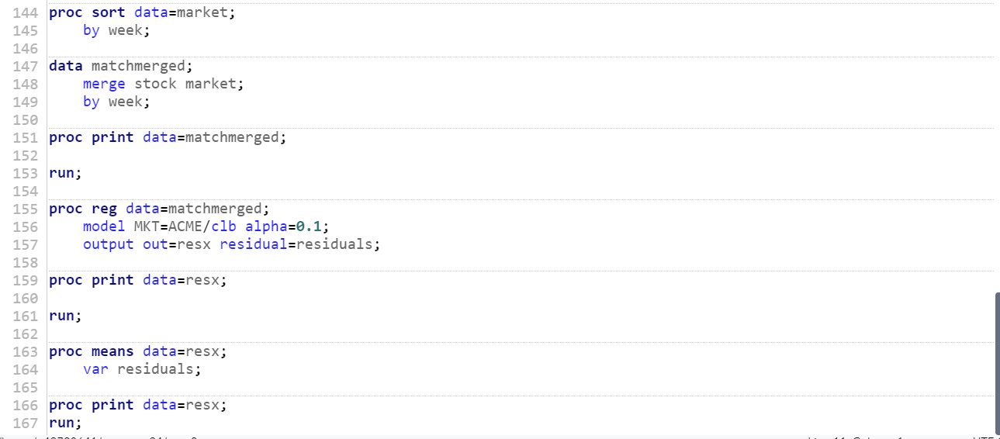 144 proc sort data=market;
145     by week;
146
147 data matchmerged;
148     merge stock market;
149     by week;
150
151 proc print data=matchmerged;
152
153 run;
154
155 proc reg data=matchmerged;
156     model MKT=ACME/clb alpha=0.1;
157     output out=resx residual=residuals;
158
159 proc print data=resx;
160
161 run;
162
163 proc means data=resx;
164     var residuals;
165
166 proc print data=resx;
167 run;